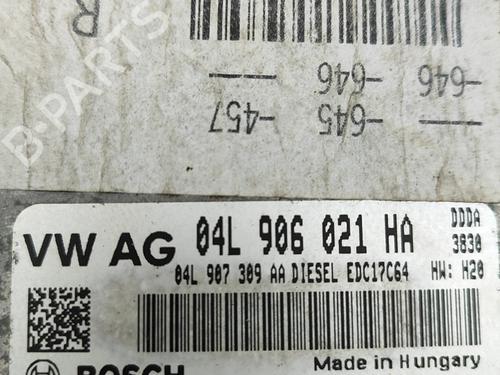 R
-646 -646 —
— -645 -457
B-PARTS
VW AG 04L 906 021 HA DDDA
3830
04L 907 309 AA DIESEL EDC17C64 HW: H20
BOSCH Made in Hungary